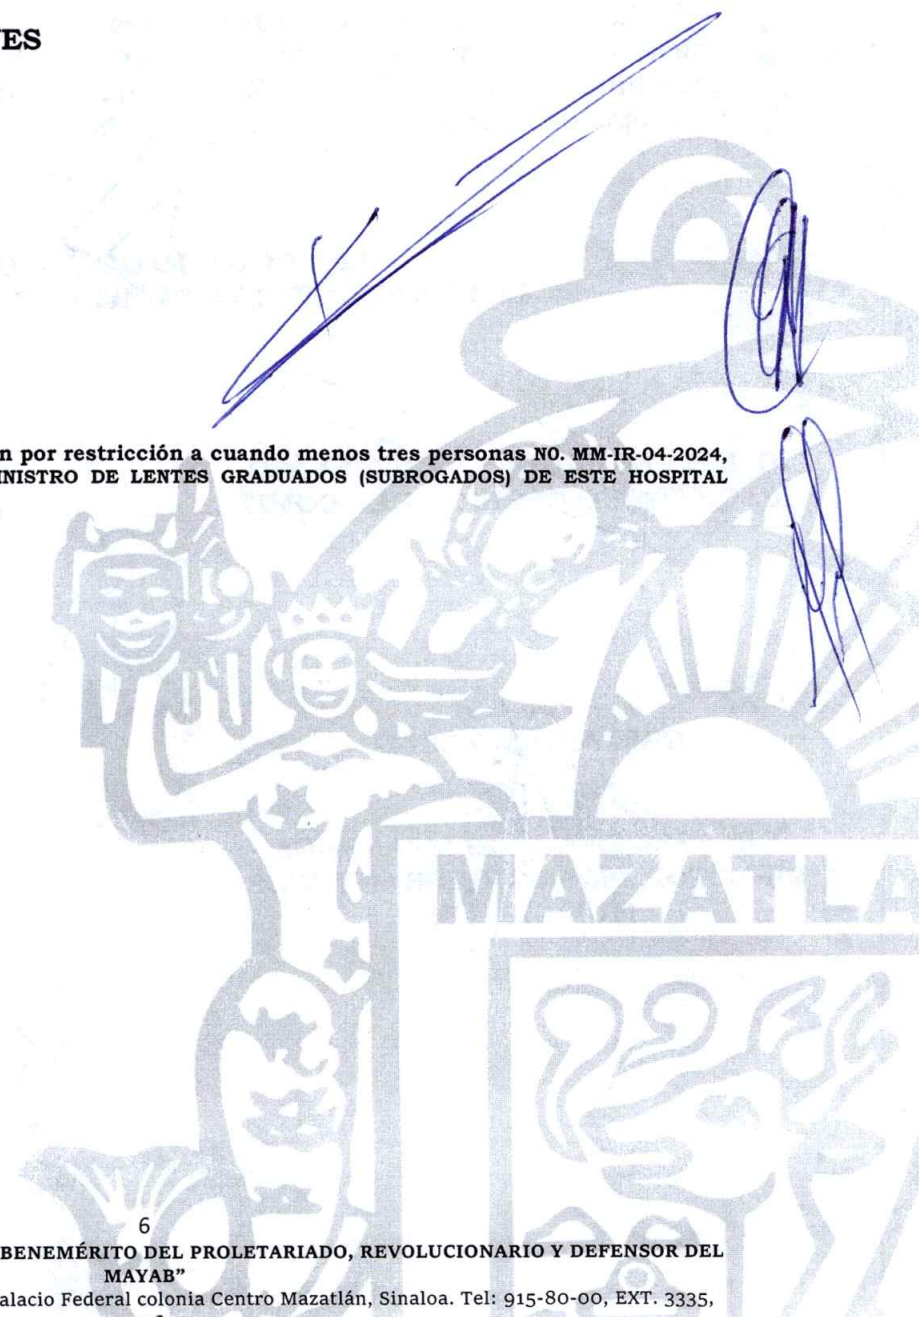 n por restricción a cuando menos tres personas NO. MM-IR-04-2024,
DE LENTES GRADUADOS (SUBROGADOS) DE ESTE HOSPITAL
MAZATLA
6
BENEMÉRITO DEL PROLETARIADO, REVOLUCIONARIO Y DEFENSOR DEL
MAYAB”
alacio Federal colonia Centro Mazatlán, Sinaloa. Tel: 915-80-00, EXT. 3335,